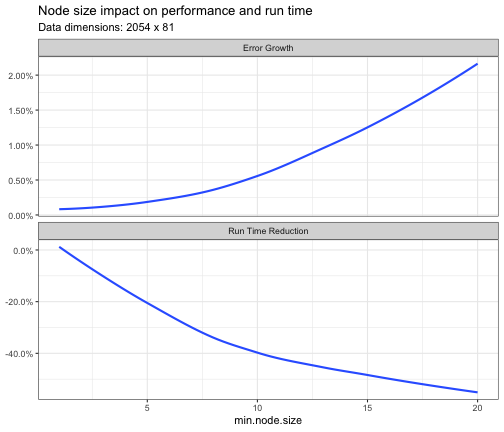 Node size impact on performance and run time
Data dimensions: 2054 x 81
Error Growth
2.00%
1.50%
1.00%
0.50%
0.00%
Run Time Reduction
0.0%
-20.0%
-40.0%
5 10 15 20
min.node.size